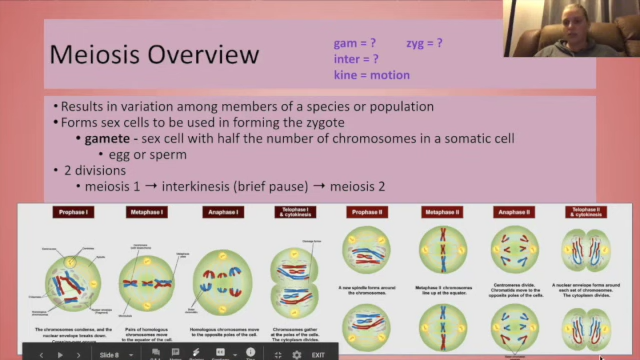 Meiosis Overview
gam = ? zyg = ?
inter = ?
kine = motion
• Results in variation among members of a species or population
• Forms sex cells to be used in forming the zygote
• gamete - sex cell with half the number of chromosomes in a somatic cell
• egg or sperm
• 2 divisions
• meiosis 1 → interkinesis (brief pause) → meiosis 2
Prophase I
Metaphase I
Anaphase I
Telophase I
& cytokinesis
Prophase II
Metaphase II
Anaphase II
Telophase II
& cytokinesis
A new spindle forms around
the chromosomes.
Metaphase II chromosomes
line up at the equator.
Centromeres divide.
Chromatids move to the
opposite poles of the cells.
A nuclear envelope forms
around each set of chromosomes.
The cytoplasm divides.
The chromosomes condense, and the
nuclear envelope breaks down.
Pairs of homologous
chromosomes move to the
equator of the cell.
Homologous chromosomes
move to the opposite poles
of the cell.
Chromosomes gather
at the poles of the cells.
The cytoplasm divides.
Slide 8
EXIT